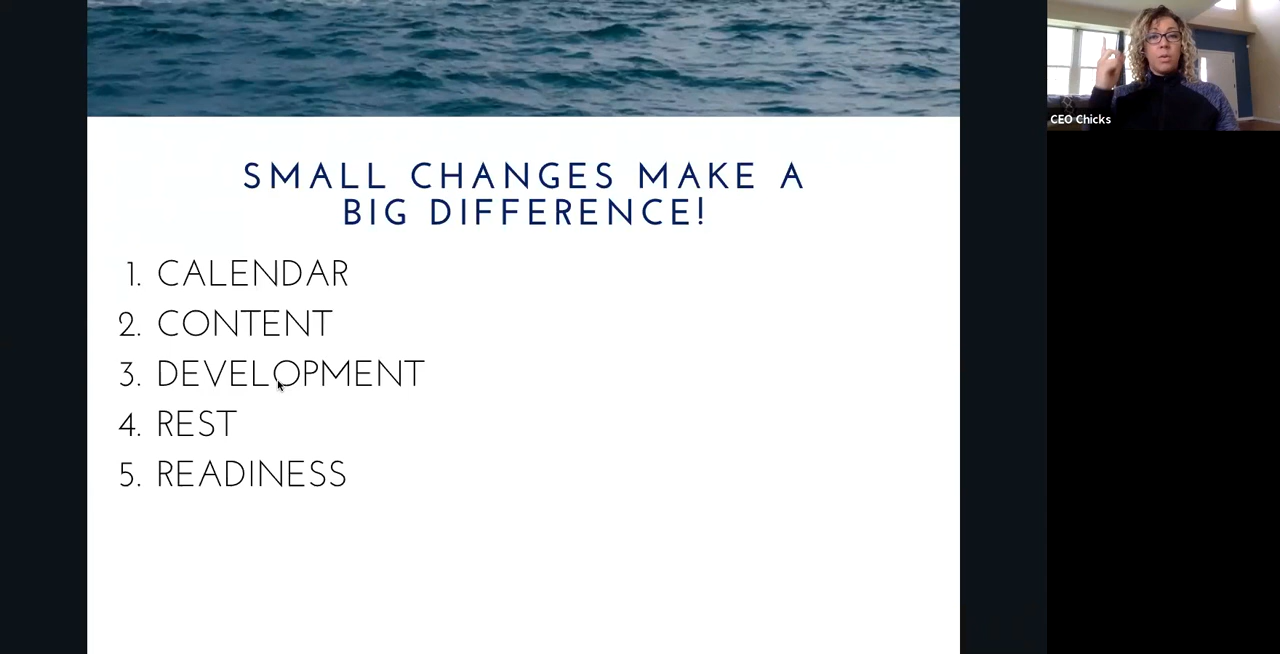 SMALL CHANGES MAKE A
BIG DIFFERENCE!
1. CALENDAR
2. CONTENT
3. DEVELOPMENT
4. REST
5. READINESS
CEO Chicks